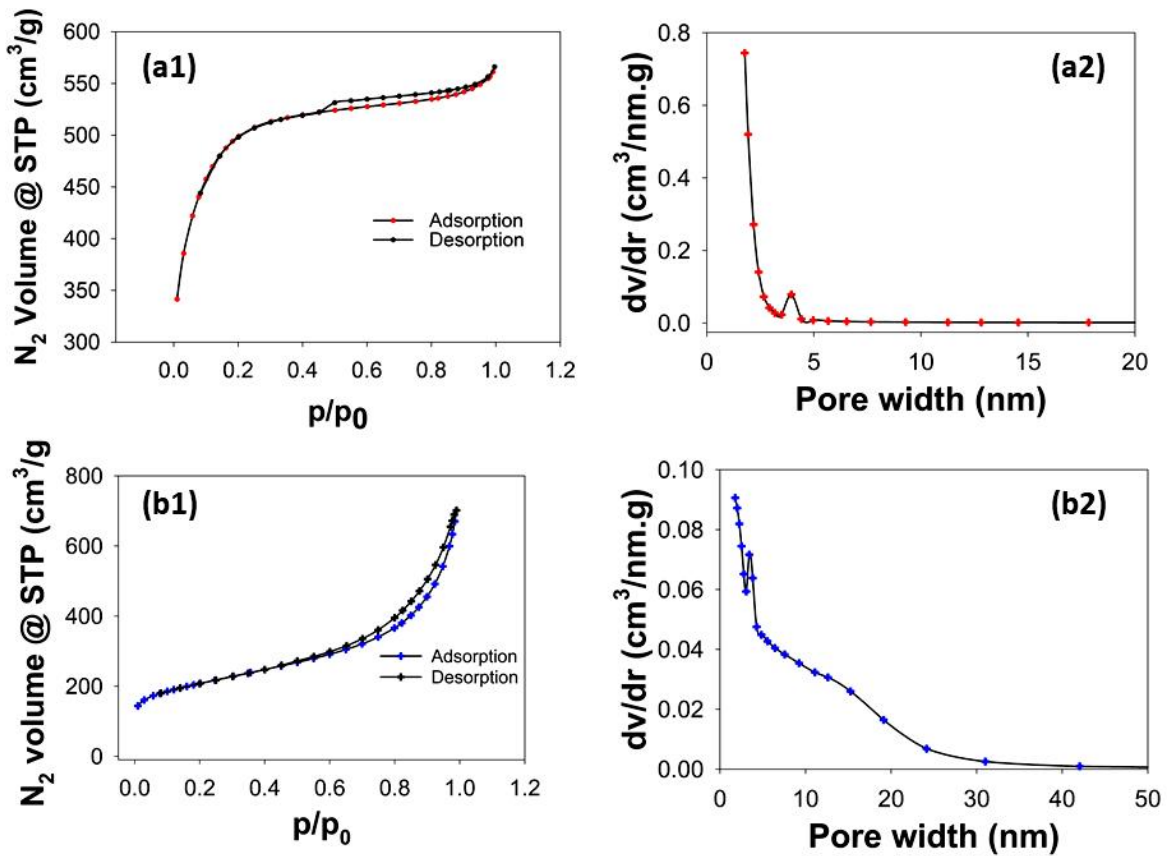 (a1)
N2 Volume @ STP (cm3/g)
600
550
500
450
400
350
300
Adsorption
Desorption
0.0 0.2 0.4 0.6 0.8 1.0 1.2
p/p0
(a2)
dv/dr (cm3/nm.g)
0.8
0.6
0.4
0.2
0.0
0 5 10 15 20
Pore width (nm)
(b1)
N2 volume @ STP (cm3/g
800
600
400
200
0
Adsorption
Desorption
0.0 0.2 0.4 0.6 0.8 1.0 1.2
p/p0
(b2)
dv/dr (cm3/nm.g)
0.10
0.08
0.06
0.04
0.02
0.00
0 10 20 30 40 50
Pore width (nm)